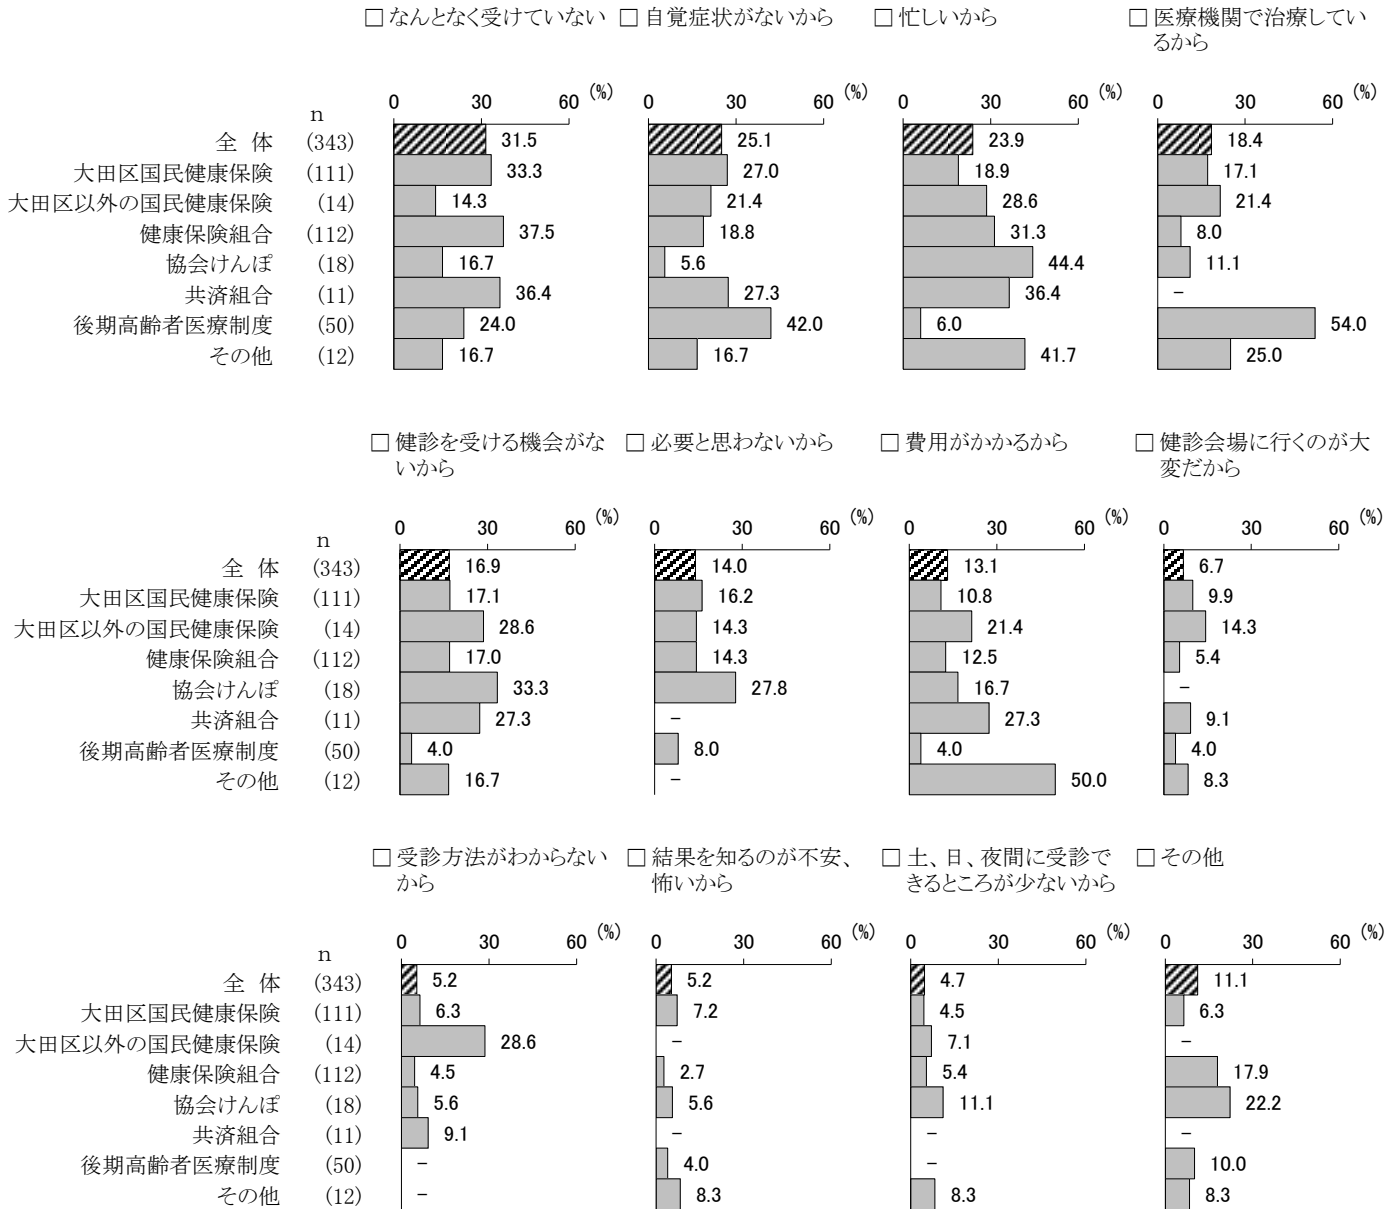 □ なんとなく受けていない □ 自覚症状がないから □ 忙しいから □ 医療機関で治療してい
るから
0 30 60 (%) 0 30 60 (%) 0 30 60 (%) 0 30 60 (%)
n
全 体 (343) 31.5 25.1 23.9 18.4
大田区国民健康保険 (111) 33.3 27.0 18.9 17.1
大田区以外の国民健康保険 (14) 14.3 21.4 28.6 21.4
健康保険組合 (112) 37.5 18.8 31.3 8.0
協会けんぽ (18) 16.7 5.6 44.4 11.1
共済組合 (11) 36.4 27.3 36.4 －
後期高齢者医療制度 (50) 24.0 42.0 6.0 54.0
その他 (12) 16.7 16.7 41.7 25.0
□ 健診を受ける機会がな □ 必要と思わないから □ 費用がかかるから □ 健診会場に行くのが大
いから 変だから
0 30 60 (%) 0 30 60 (%) 0 30 60 (%) 0 30 60 (%)
n
全 体 (343) 16.9 14.0 13.1 6.7
大田区国民健康保険 (111) 17.1 16.2 10.8 9.9
大田区以外の国民健康保険 (14) 28.6 14.3 21.4 14.3
健康保険組合 (112) 17.0 14.3 12.5 5.4
協会けんぽ (18) 33.3 27.8 16.7 －
共済組合 (11) 27.3 － 27.3 9.1
後期高齢者医療制度 (50) 4.0 8.0 4.0 4.0
その他 (12) 16.7 － 50.0 8.3
□ 受診方法がわからない □ 結果を知るのが不安、 □ 土、日、夜間に受診で □ その他
から 怖いから きるところが少ないから
0 30 60 (%) 0 30 60 (%) 0 30 60 (%) 0 30 60 (%)
n
全 体 (343) 5.2 5.2 4.7 11.1
大田区国民健康保険 (111) 6.3 7.2 4.5 6.3
大田区以外の国民健康保険 (14) 28.6 － 7.1 －
健康保険組合 (112) 4.5 2.7 5.4 17.9
協会けんぽ (18) 5.6 5.6 11.1 22.2
共済組合 (11) 9.1 － － －
後期高齢者医療制度 (50) － 4.0 － 10.0
その他 (12) － 8.3 8.3 8.3